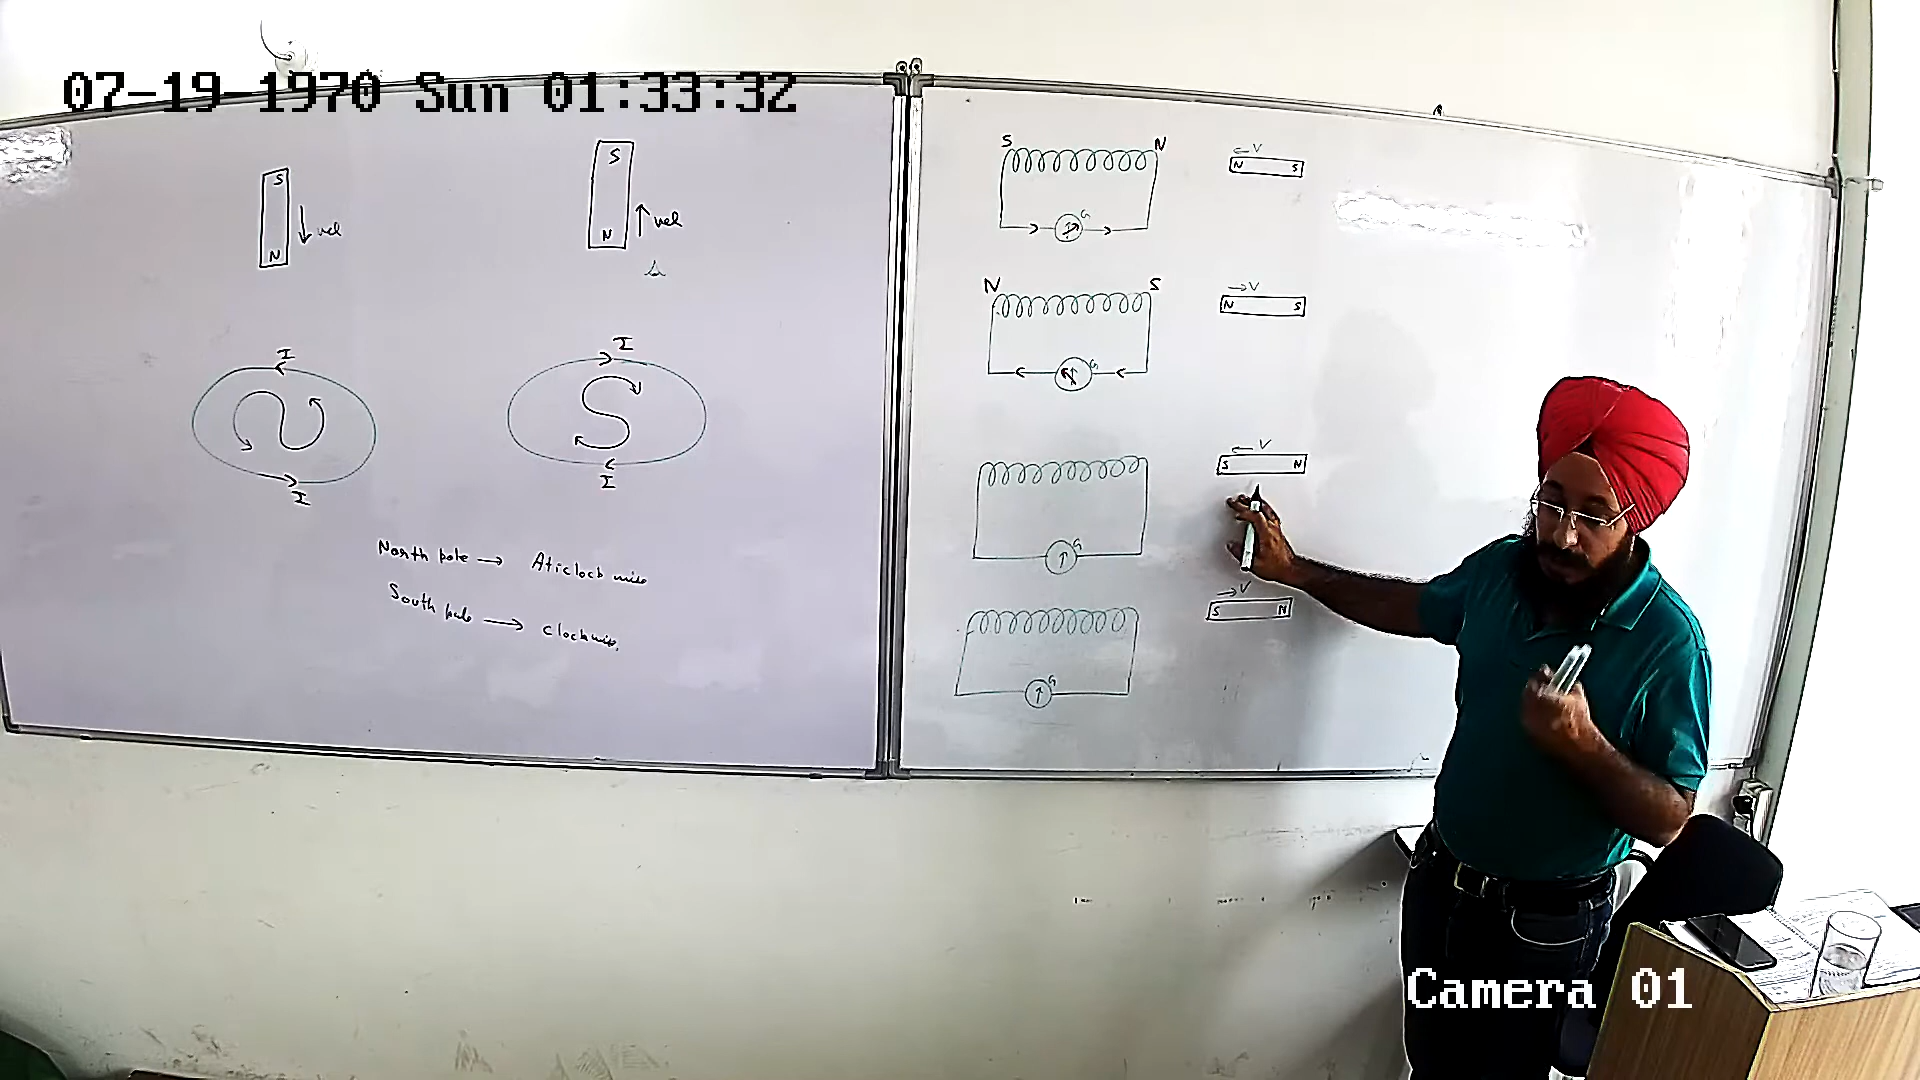 07-19-1970 Sun 01:33:32
S
N
vel
S
N
vel
I
I
I
I
North pole → Aticlock wise
South pole → clockwise.
S N
G
← V
N S
N S
G
→ V
N S
G
← V
S N
G
→ V
S N
Camera 01